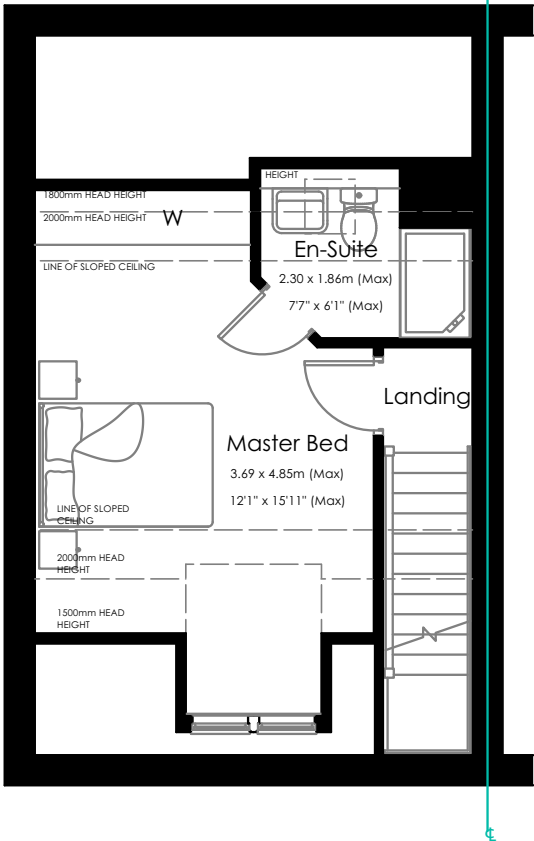 HEIGHT
1800mm HEAD HEIGHT
2000mm HEAD HEIGHT
W
En-Suite
2.30 x 1.86m (Max)
7'7" x 6'1" (Max)
LINE OF SLOPED CEILING
Landing
Master Bed
3.69 x 4.85m (Max)
12'1" x 15'11" (Max)
LINE OF SLOPED
CEILING
2000mm HEAD
HEIGHT
1500mm HEAD
HEIGHT
℄